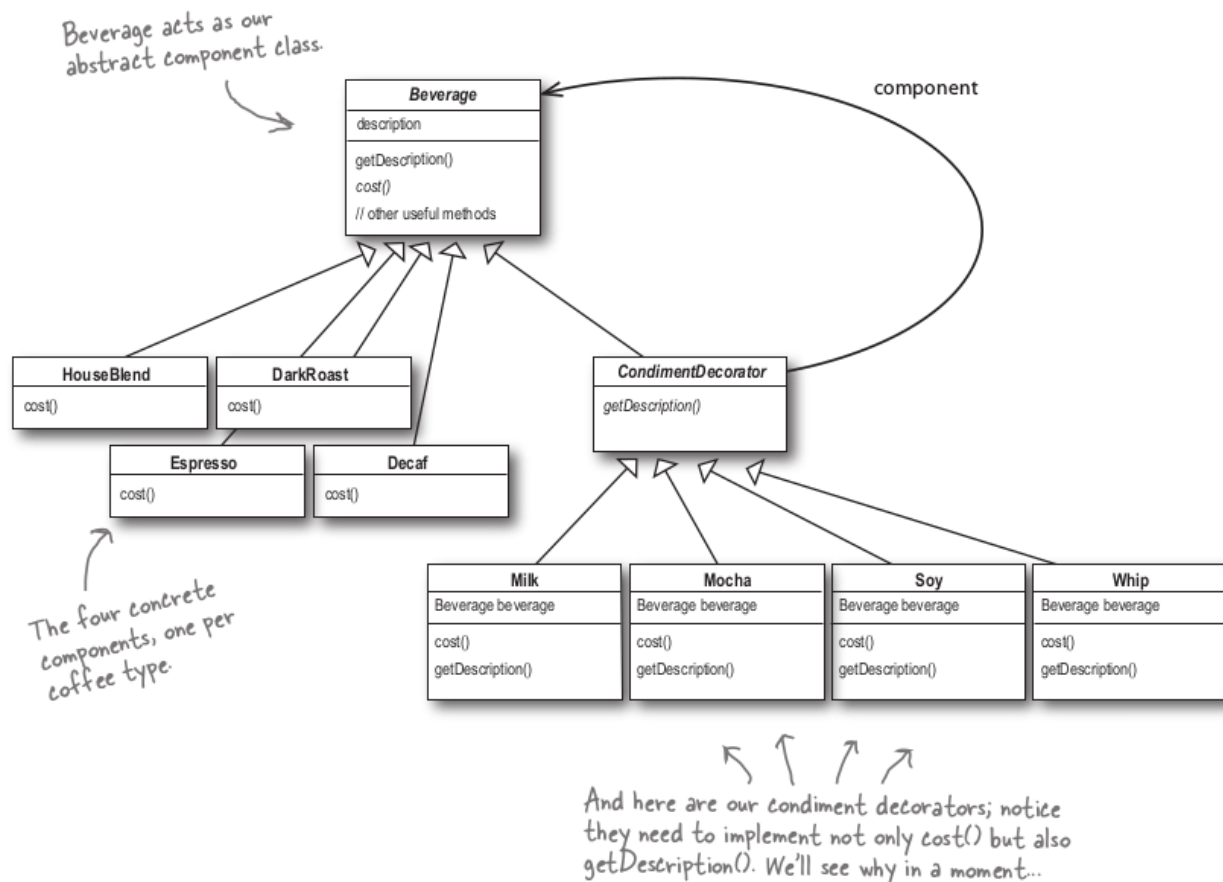 Beverage acts as our
abstract component class.
Beverage
description
getDescription()
cost()
// other useful methods
component
HouseBlend
cost()
DarkRoast
cost()
Espresso
cost()
Decaf
cost()
CondimentDecorator
getDescription()
The four concrete
components, one per
coffee type.
Milk
Beverage beverage
cost()
getDescription()
Mocha
Beverage beverage
cost()
getDescription()
Soy
Beverage beverage
cost()
getDescription()
Whip
Beverage beverage
cost()
getDescription()
And here are our condiment decorators; notice
they need to implement not only cost() but also
getDescription(). We'll see why in a moment...